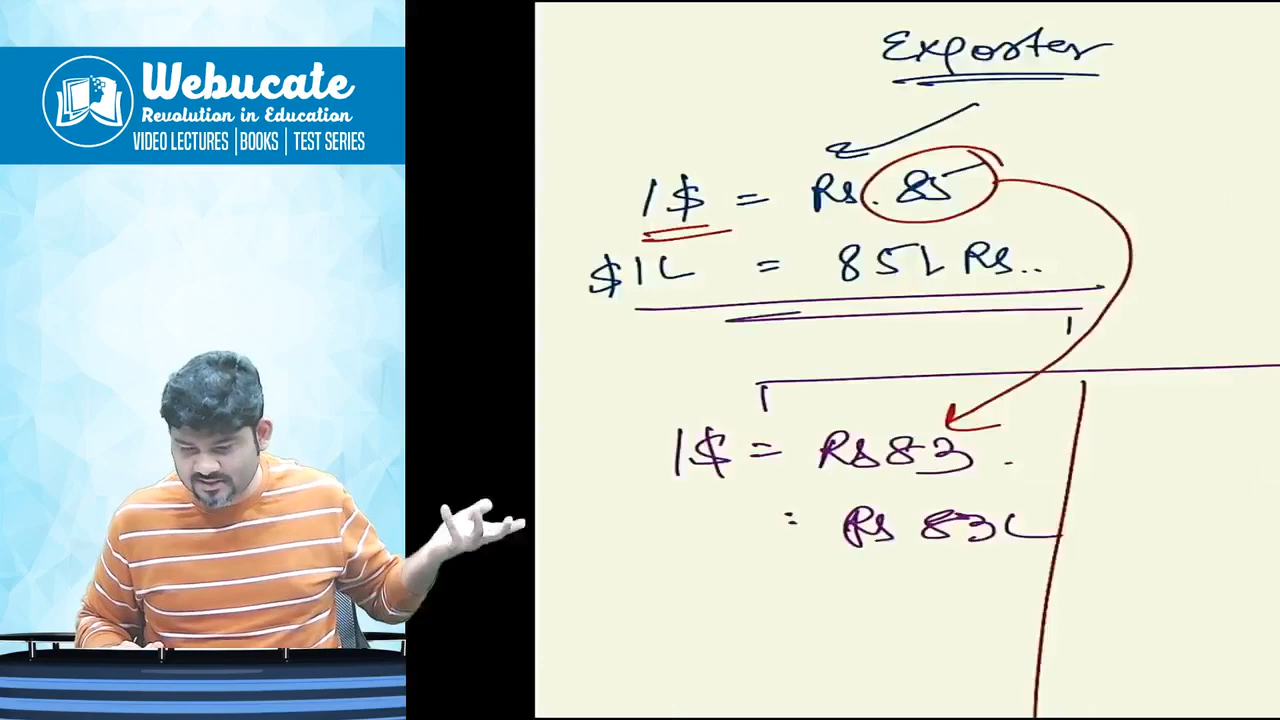 Webucate
Revolution in Education
VIDEO LECTURES | BOOKS | TEST SERIES
Exporter
1$ = Rs. 85
$1L = 85L Rs..
1$ = Rs 83.
: Rs 83L